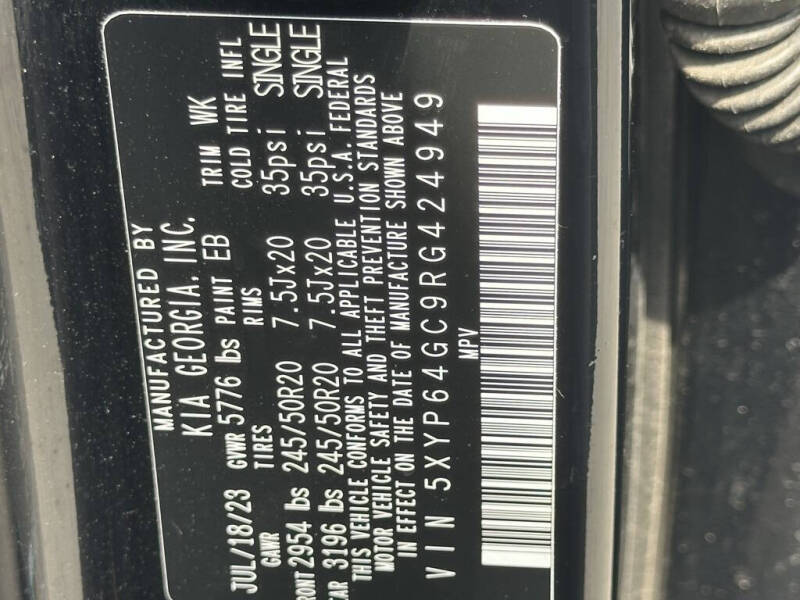 MANUFACTURED BY
KIA GEORGIA, INC.
JUL/18/23 GVWR 5776 lbs PAINT EB TRIM WK
GAWR TIRES RIMS COLD TIRE INFL
FRONT 2954 lbs 245/50R20 7.5Jx20 35psi SINGLE
3196 lbs 245/50R20 7.5Jx20 35psi SINGLE
THIS VEHICLE CONFORMS TO ALL APPLICABLE U.S.A. FEDERAL
MOTOR VEHICLE SAFETY AND THEFT PREVENTION STANDARDS
IN EFFECT ON THE DATE OF MANUFACTURE SHOWN ABOVE
VIN 5XYP64GC9RG424949
MPV